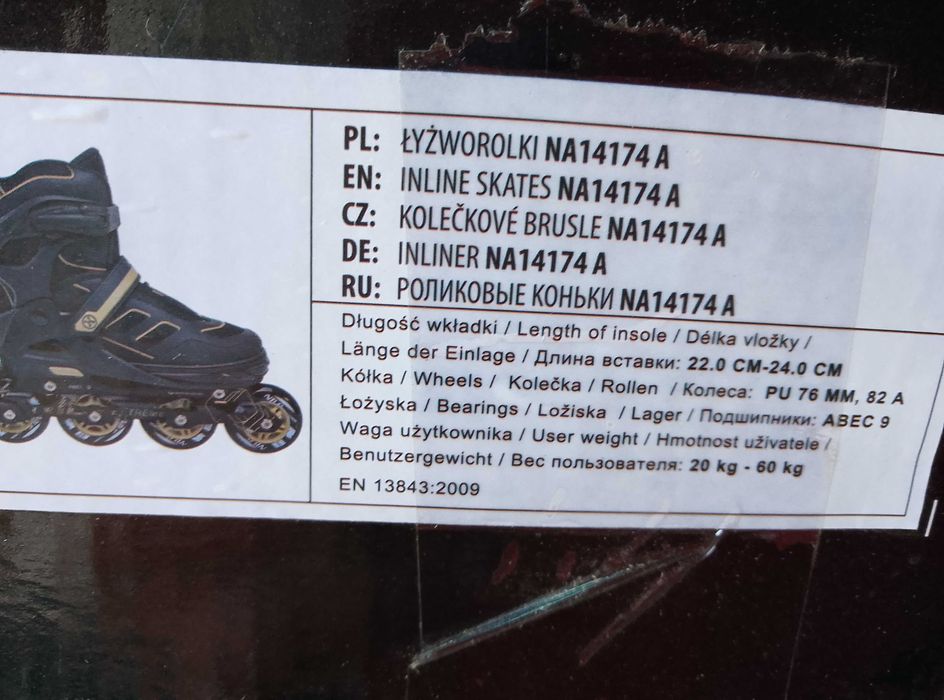 PL: ŁYŻWOROLKI NA14174 A
EN: INLINE SKATES NA14174 A
CZ: KOLEČKOVÉ BRUSLE NA14174 A
DE: INLINER NA14174 A
RU: РОЛИКОВЫЕ КОНЬКИ NA14174 A
Długość wkładki / Length of insole / Délka vložky /
Länge der Einlage / Длина вставки: 22.0 CM-24.0 CM
Kółka / Wheels / Kolečka / Rollen / Колеса: PU 76 MM, 82 A
Łożyska / Bearings / Ložiska / Lager / Подшипники: ABEC 9
Waga użytkownika / User weight / Hmotnost uživatele /
Benutzergewicht / Вес пользователя: 20 kg - 60 kg
EN 13843:2009